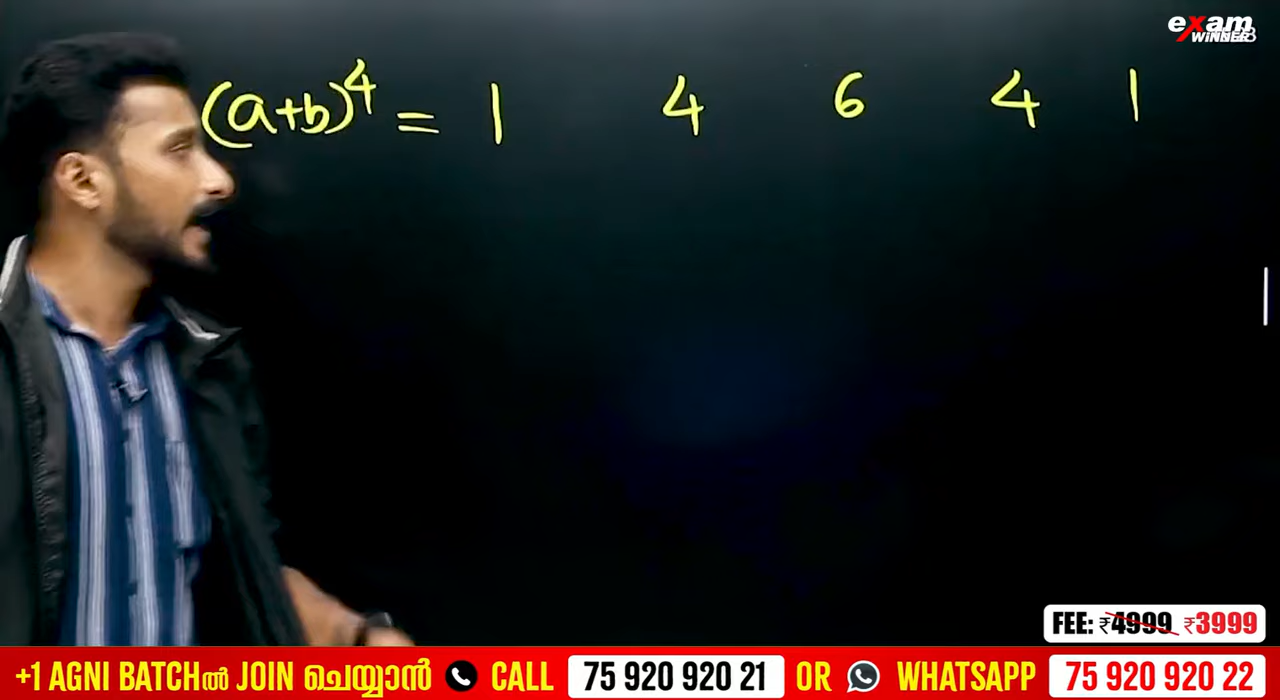 exam
WINNER
(a+b)⁴ = 1 4 6 4 1
FEE: ₹4999 ₹3999
+1 AGNI BATCHൽ JOIN ചെയ്യാൻ CALL 75 920 920 21 OR WHATSAPP 75 920 920 22